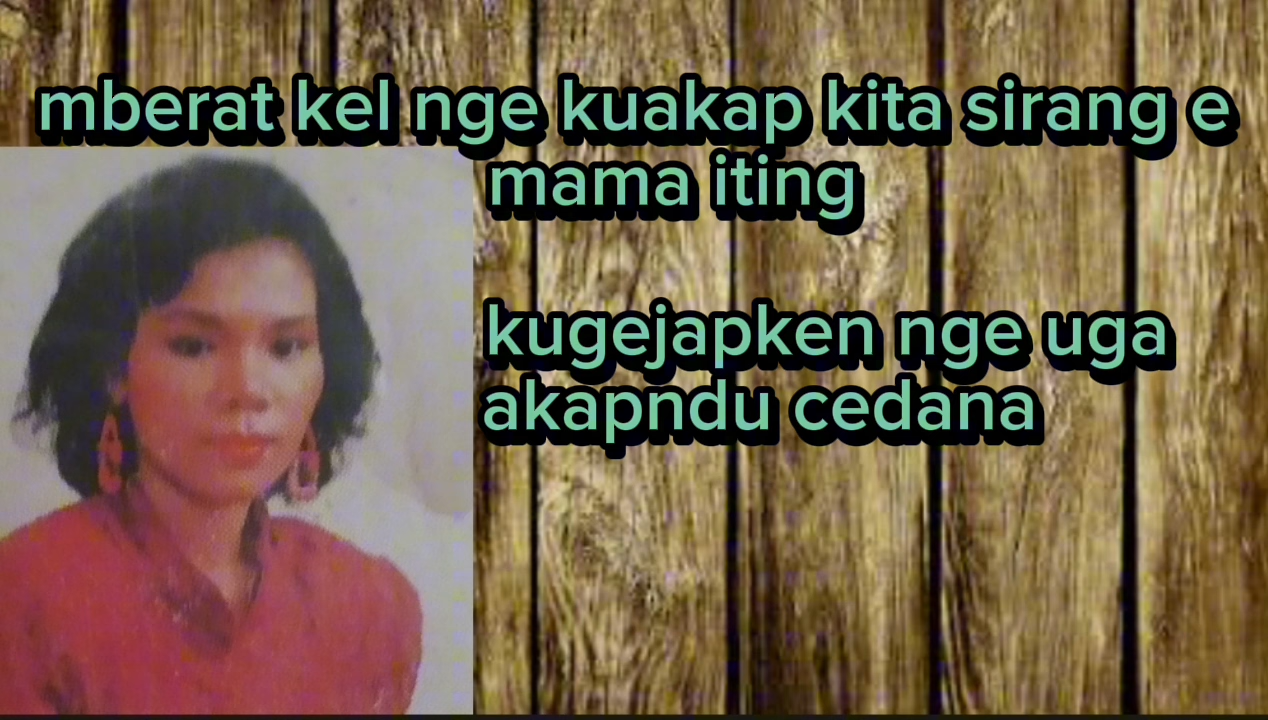 mberat kel nge kuakap kita sirang e
mama iting
kugejapken nge uga
akapndu cedana